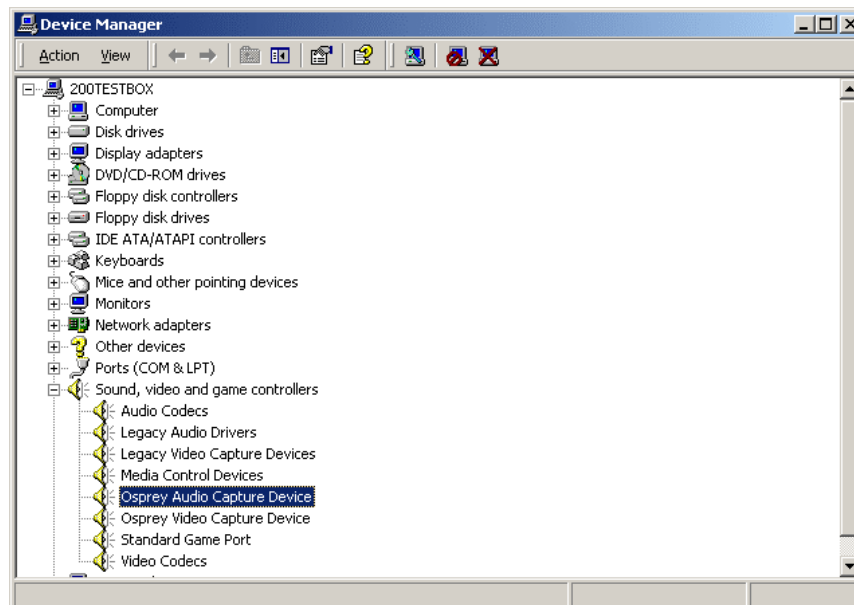 Device Manager
Action View
200TESTBOX
Computer
Disk drives
Display adapters
DVD/CD-ROM drives
Floppy disk controllers
Floppy disk drives
IDE ATA/ATAPI controllers
Keyboards
Mice and other pointing devices
Monitors
Network adapters
Other devices
Ports (COM & LPT)
Sound, video and game controllers
Audio Codecs
Legacy Audio Drivers
Legacy Video Capture Devices
Media Control Devices
Osprey Audio Capture Device
Osprey Video Capture Device
Standard Game Port
Video Codecs